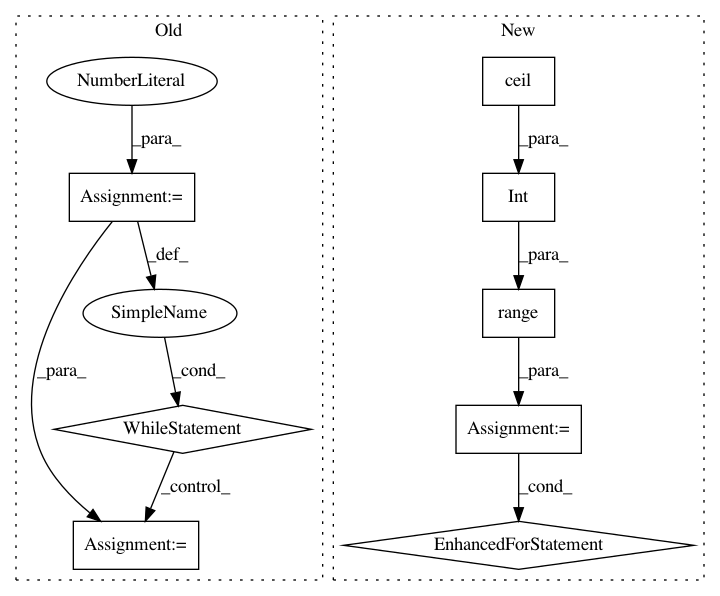 Old
New
NumberLiteral
ceil
_para_
_para_
Assignment:=
Int
_def_
_para_
SimpleName
range
_para_
_cond_
_para_
WhileStatement
Assignment:=
_control_
_cond_
Assignment:=
EnhancedForStatement